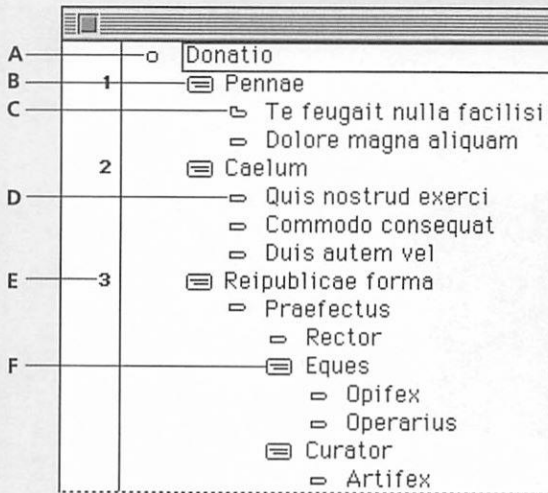 A Donatio
B 1 Pennae
C Te feugait nulla facilisi
Dolore magna aliquam
2 Caelum
D Quis nostrud exerci
Commodo consequat
Duis autem vel
E 3 Reipublicae forma
Praefectus
Rector
F Eques
Opifex
Operarius
Curator
Artifex